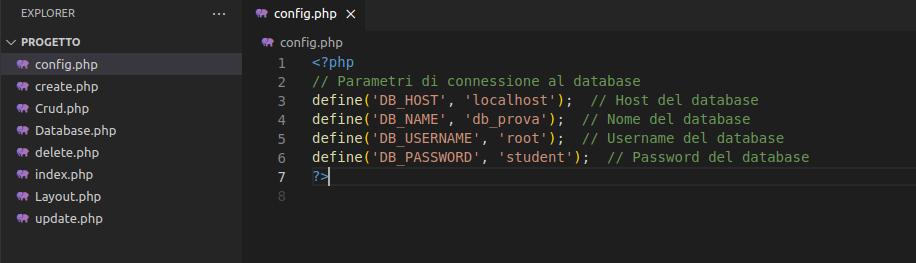 EXPLORER
PROGETTO
config.php
create.php
Crud.php
Database.php
delete.php
index.php
Layout.php
update.php
config.php
config.php
1 <?php
2 // Parametri di connessione al database
3 define('DB_HOST', 'localhost');  // Host del database
4 define('DB_NAME', 'db_prova');  // Nome del database
5 define('DB_USERNAME', 'root');  // Username del database
6 define('DB_PASSWORD', 'student');  // Password del database
7 ?>
8